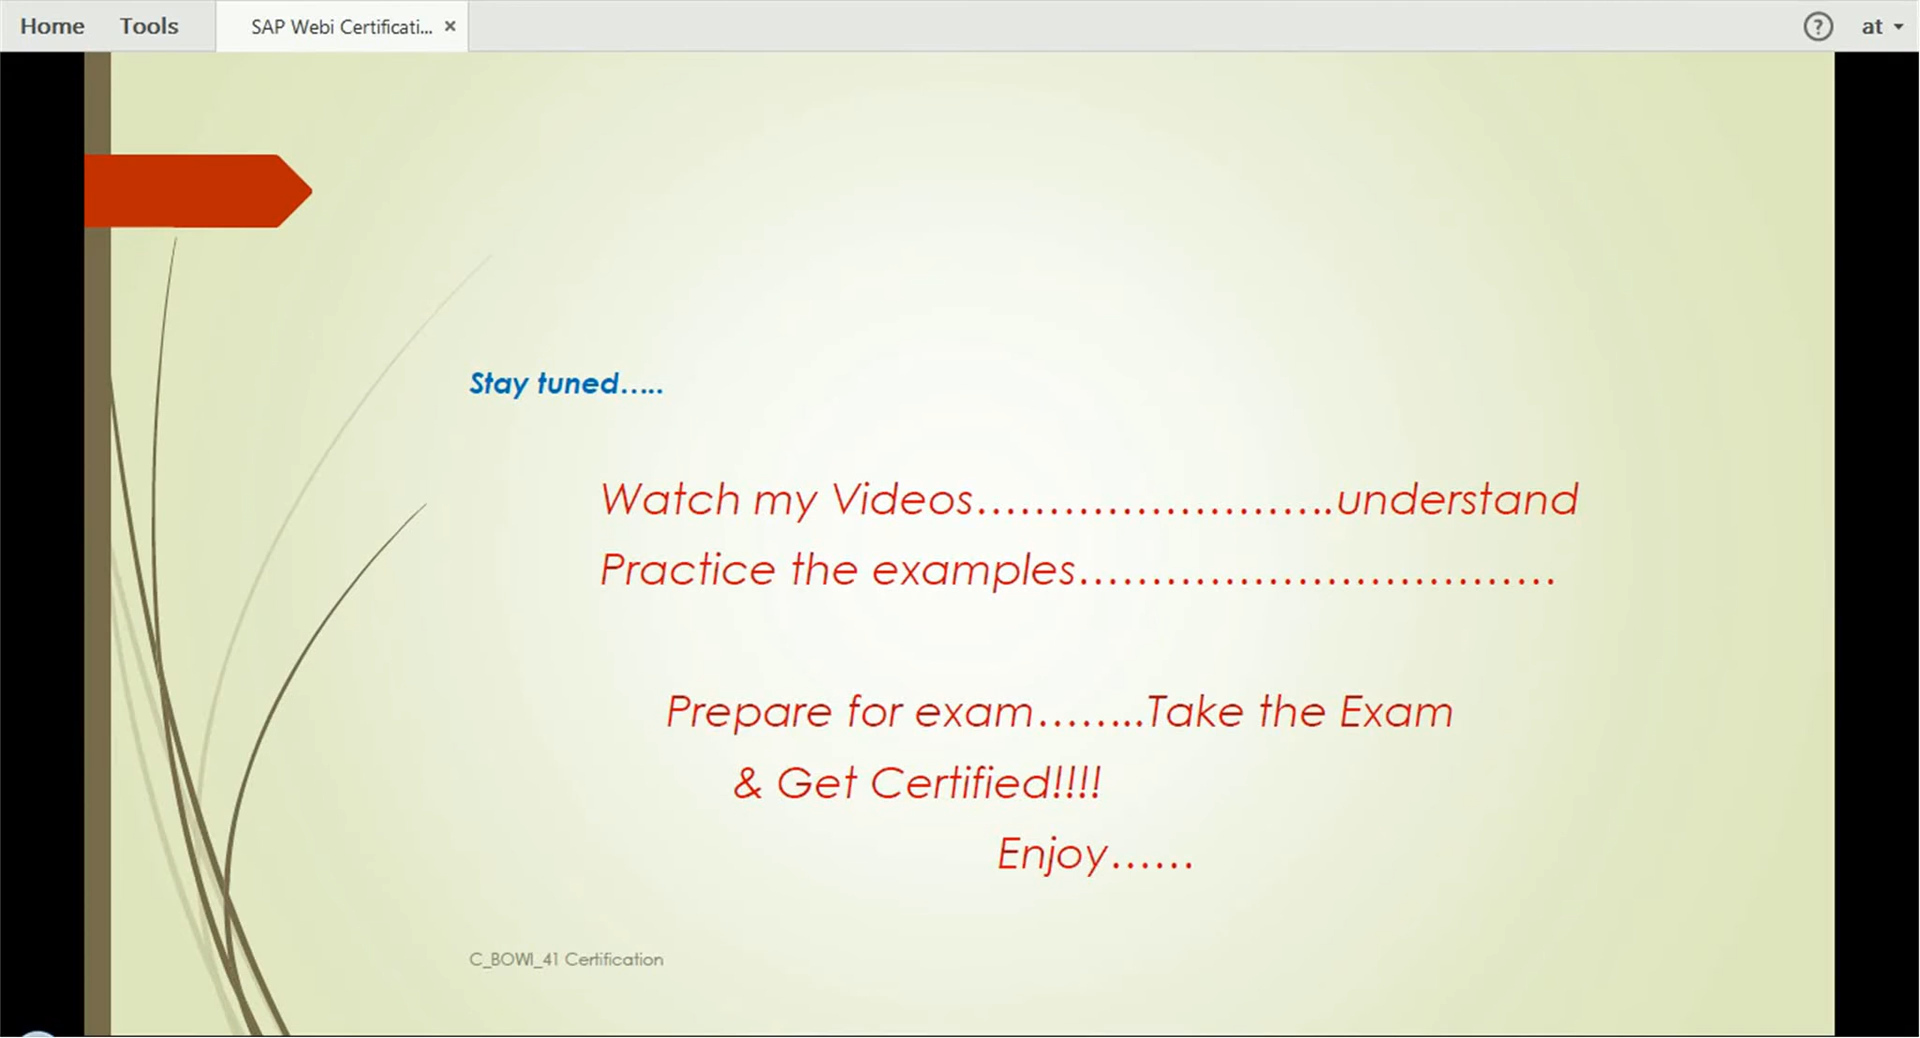 Home Tools SAP Webi Certificati... × ? at
Stay tuned.....
Watch my Videos..........................understand
Practice the examples.................................
Prepare for exam........Take the Exam
& Get Certified!!!!
Enjoy......
C_BOWI_41 Certification